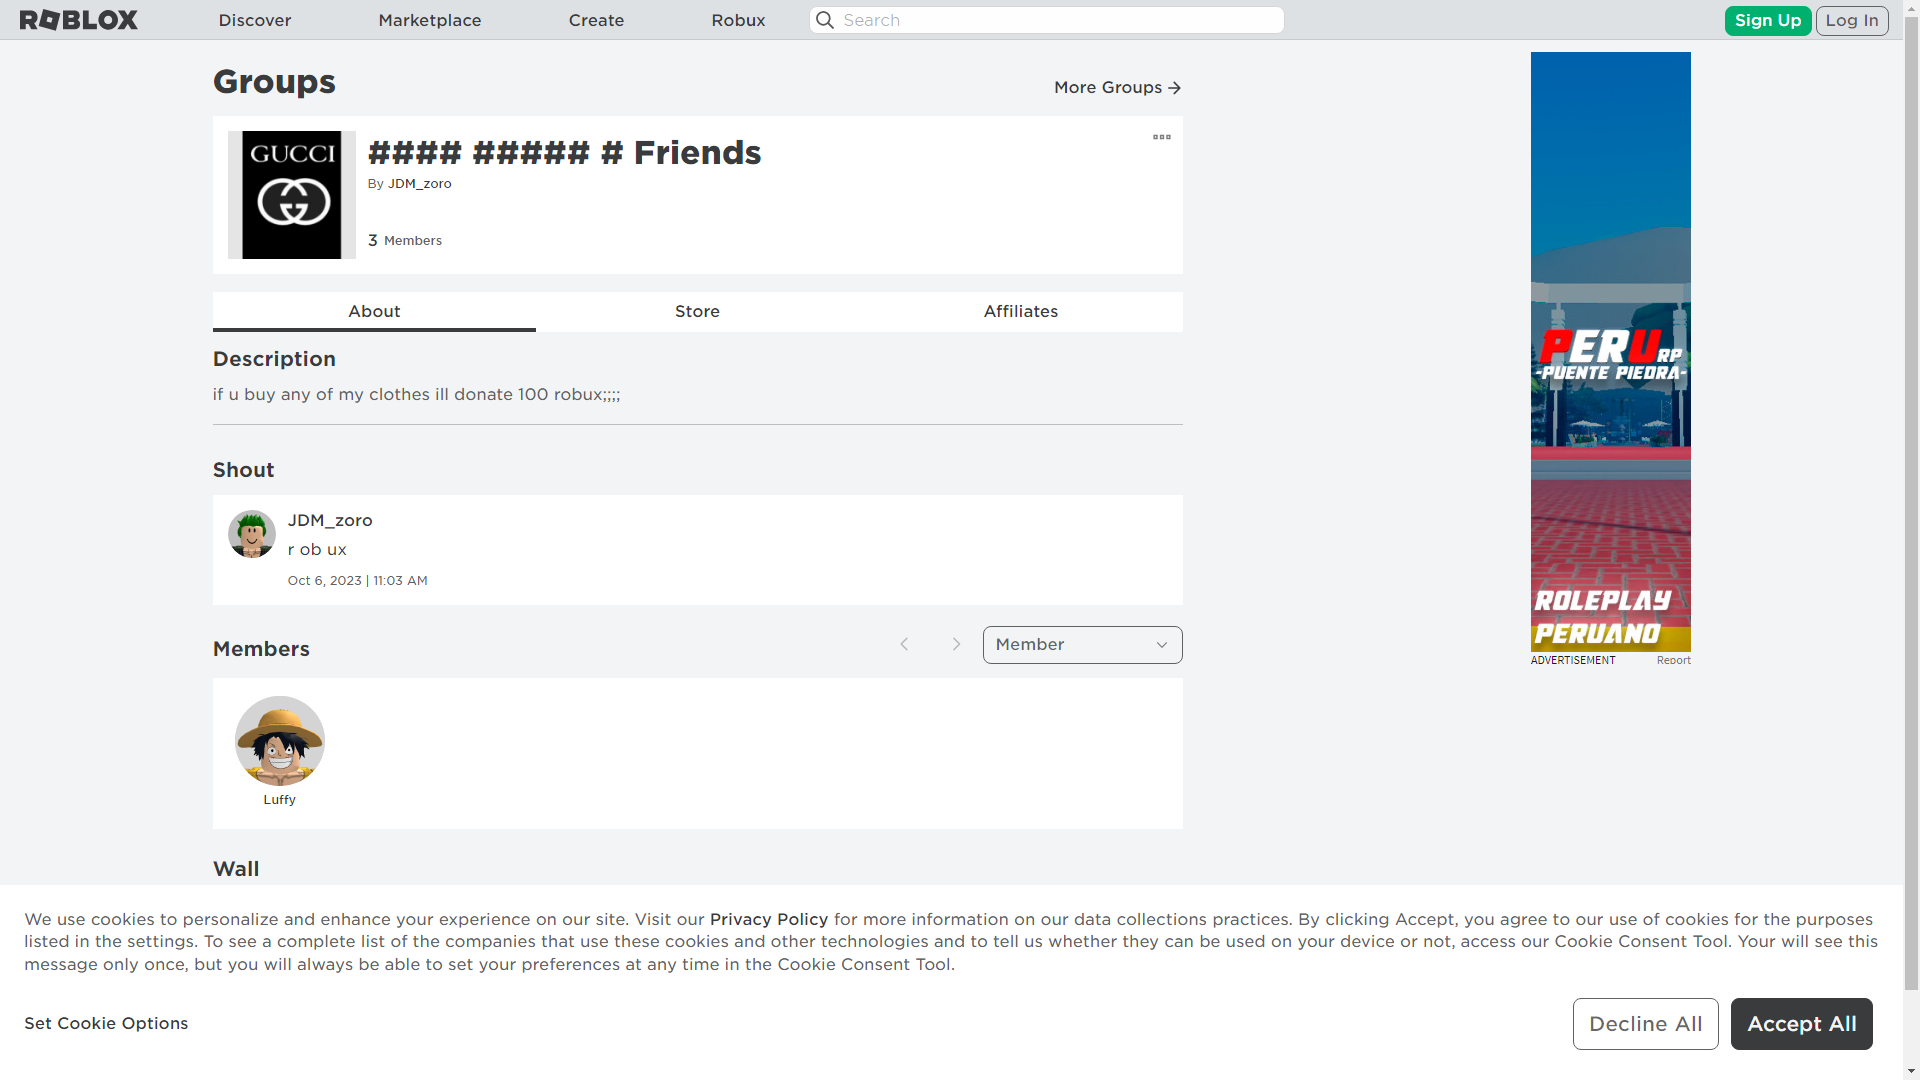 ROBLOX
Discover
Marketplace
Create
Robux
Search
Sign Up
Log In
Groups
More Groups
GUCCI
#### ##### # Friends
By JDM_zoro
3 Members
About
Store
Affiliates
Description
if u buy any of my clothes ill donate 100 robux;;;;
Shout
JDM_zoro
r ob ux
Oct 6, 2023 | 11:03 AM
Members
Member
Luffy
Wall
PERU RP
-PUENTE PIEDRA-
ROLEPLAY
PERUANO
ADVERTISEMENT
Report
We use cookies to personalize and enhance your experience on our site. Visit our Privacy Policy for more information on our data collections practices. By clicking Accept, you agree to our use of cookies for the purposes
listed in the settings. To see a complete list of the companies that use these cookies and other technologies and to tell us whether they can be used on your device or not, access our Cookie Consent Tool. Your will see this
message only once, but you will always be able to set your preferences at any time in the Cookie Consent Tool.
Set Cookie Options
Decline All
Accept All